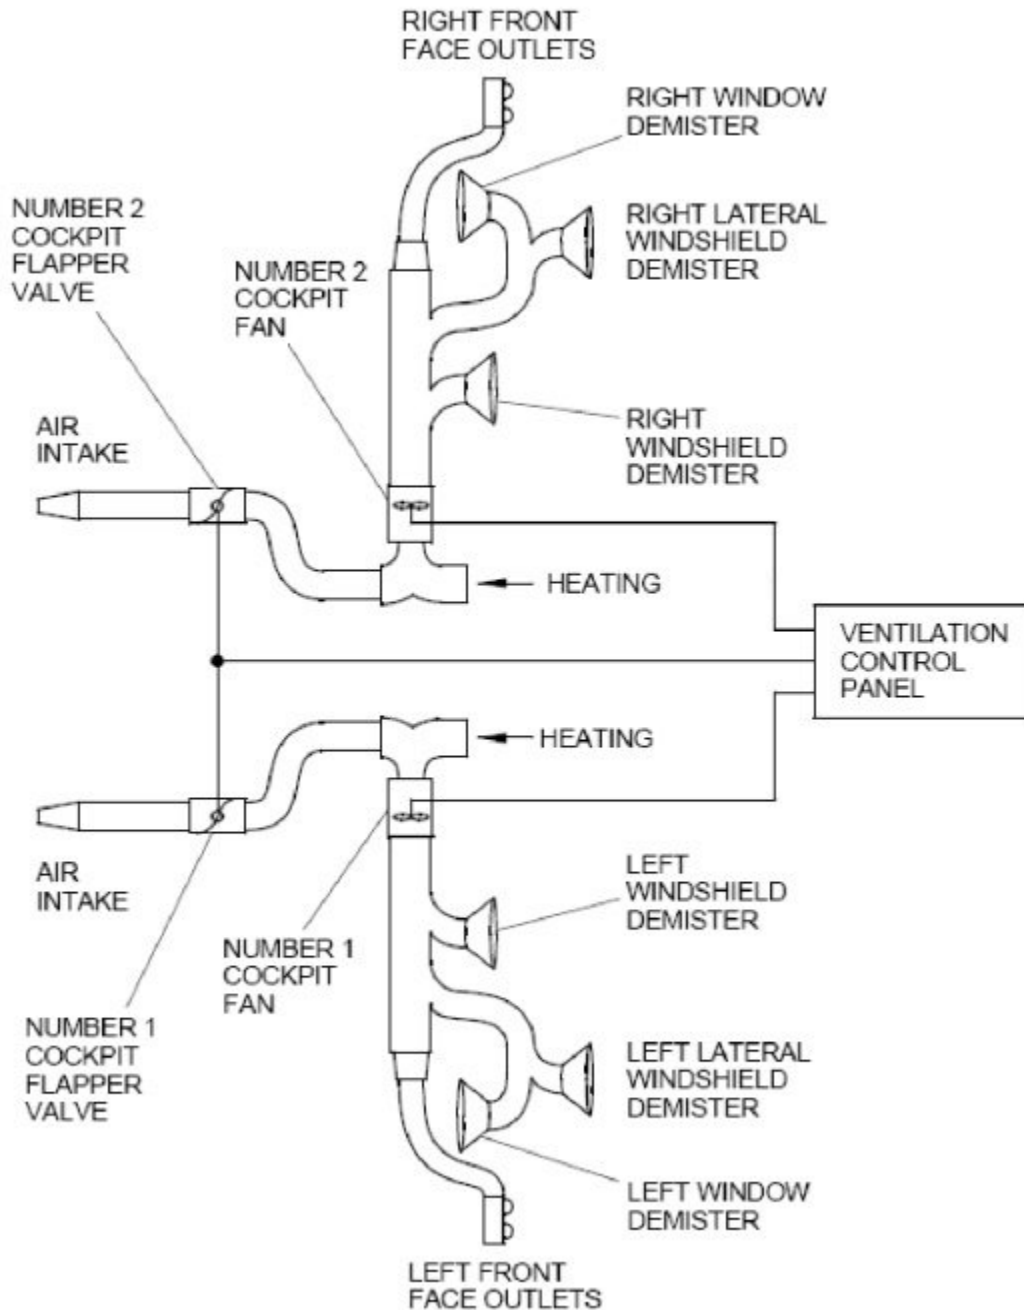 RIGHT FRONT
FACE OUTLETS
RIGHT WINDOW
DEMISTER
NUMBER 2
COCKPIT
FLAPPER
VALVE
RIGHT LATERAL
WINDSHIELD
DEMISTER
NUMBER 2
COCKPIT
FAN
AIR
INTAKE
RIGHT
WINDSHIELD
DEMISTER
HEATING
VENTILATION
CONTROL
PANEL
HEATING
AIR
INTAKE
LEFT
WINDSHIELD
DEMISTER
NUMBER 1
COCKPIT
FAN
NUMBER 1
COCKPIT
FLAPPER
VALVE
LEFT LATERAL
WINDSHIELD
DEMISTER
LEFT WINDOW
DEMISTER
LEFT FRONT
FACE OUTLETS